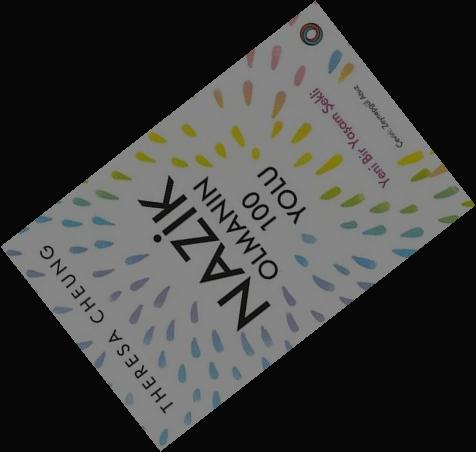 THERESA CHEUNG
NAZİK
OLMANIN
100
YOLU
Yeni Bir Yaşam Şekli